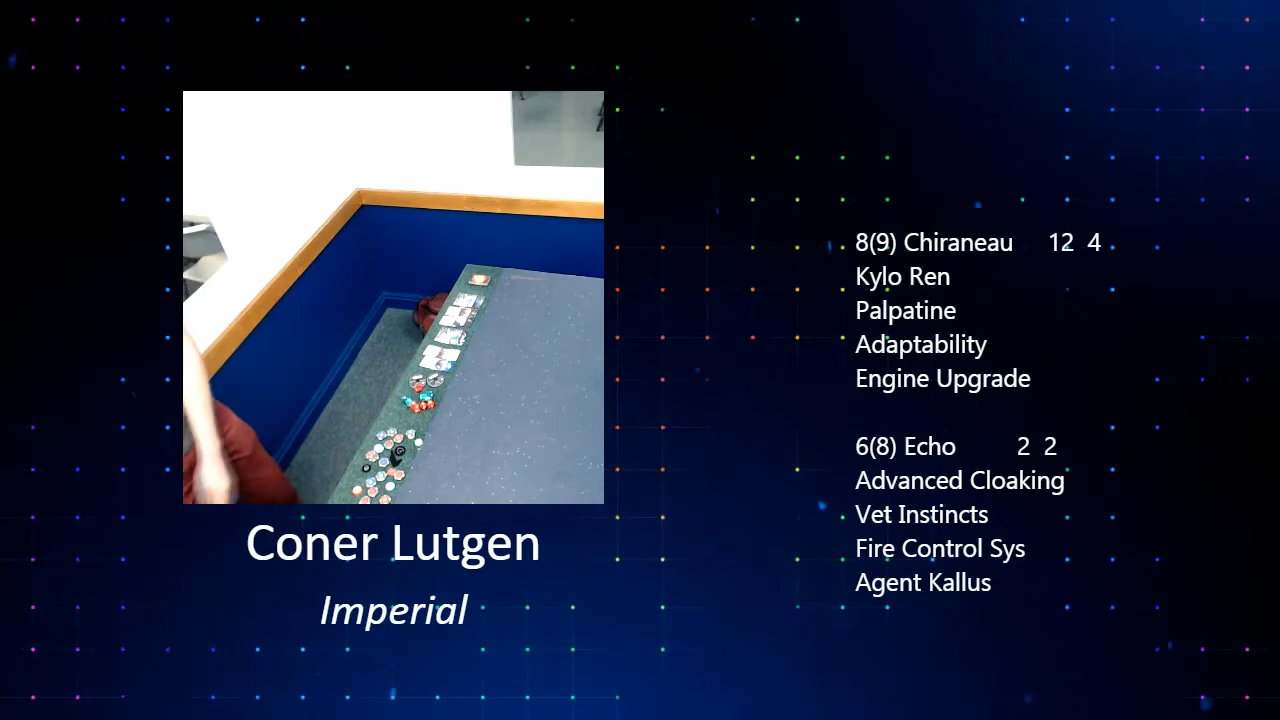 Coner Lutgen
Imperial
8(9) Chiraneau 12 4
Kylo Ren
Palpatine
Adaptability
Engine Upgrade
6(8) Echo 2 2
Advanced Cloaking
Vet Instincts
Fire Control Sys
Agent Kallus